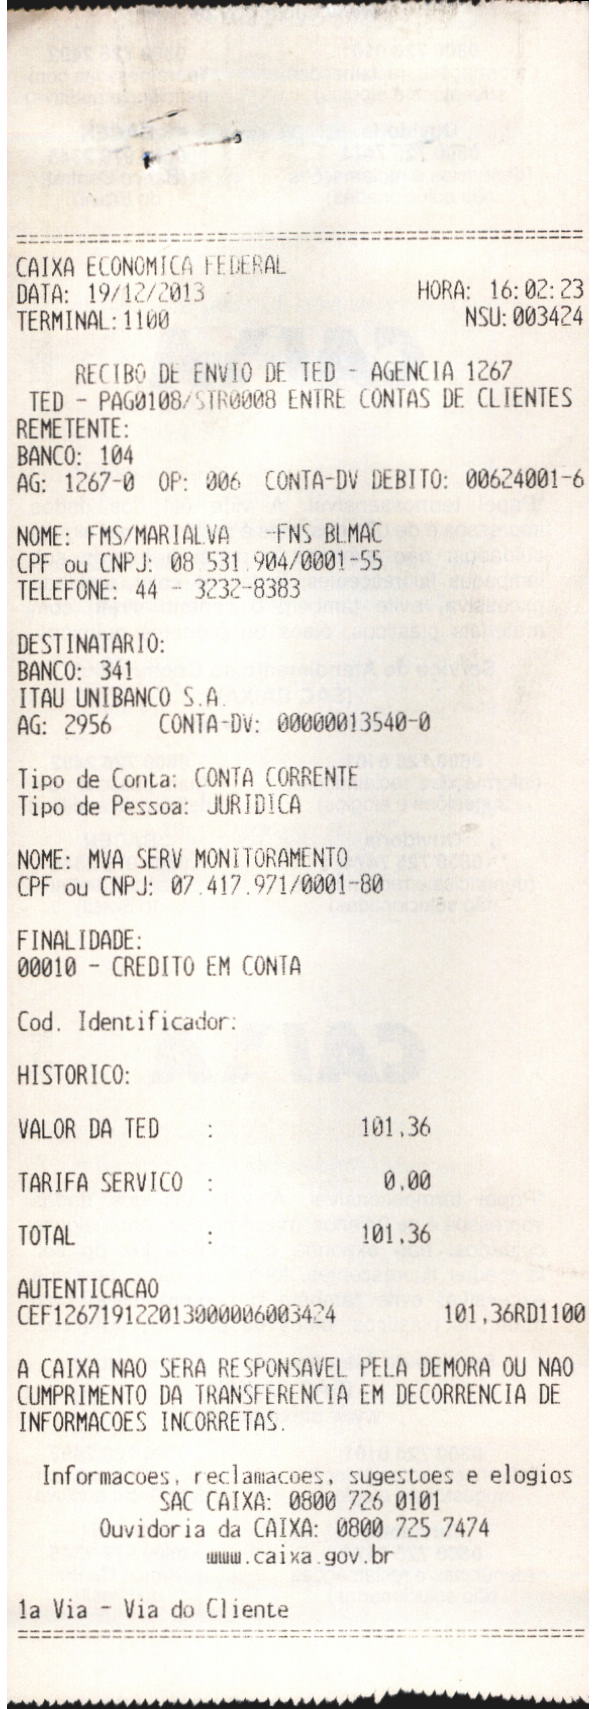 CAIXA ECONOMICA FEDERAL
DATA: 19/12/2013 HORA: 16:02:23
TERMINAL:1100 NSU:003424
RECIBO DE ENVIO DE TED - AGENCIA 1267
TED - PAG0108/STR0008 ENTRE CONTAS DE CLIENTES
REMETENTE:
BANCO: 104
AG: 1267-0 OP: 006 CONTA-DV DEBITO: 00624001-6
NOME: FMS/MARIALVA -FNS BLMAC
CPF ou CNPJ: 08.531.904/0001-55
TELEFONE: 44 - 3232-8383
DESTINATARIO:
BANCO: 341
ITAU UNIBANCO S.A.
AG: 2956 CONTA-DV: 00000013540-0
Tipo de Conta: CONTA CORRENTE
Tipo de Pessoa: JURIDICA
NOME: MVA SERV MONITORAMENTO
CPF ou CNPJ: 07.417.971/0001-80
FINALIDADE:
00010 - CREDITO EM CONTA
Cod. Identificador:
HISTORICO:
VALOR DA TED : 101,36
TARIFA SERVICO : 0,00
TOTAL : 101,36
AUTENTICACAO
CEF1267191220130000006003424 101,36RD1100
A CAIXA NAO SERA RESPONSAVEL PELA DEMORA OU NAO
CUMPRIMENTO DA TRANSFERENCIA EM DECORRENCIA DE
INFORMACOES INCORRETAS.
Informacoes, reclamacoes, sugestoes e elogios
SAC CAIXA: 0800 726 0101
Ouvidoria da CAIXA: 0800 725 7474
www.caixa.gov.br
1a Via - Via do Cliente